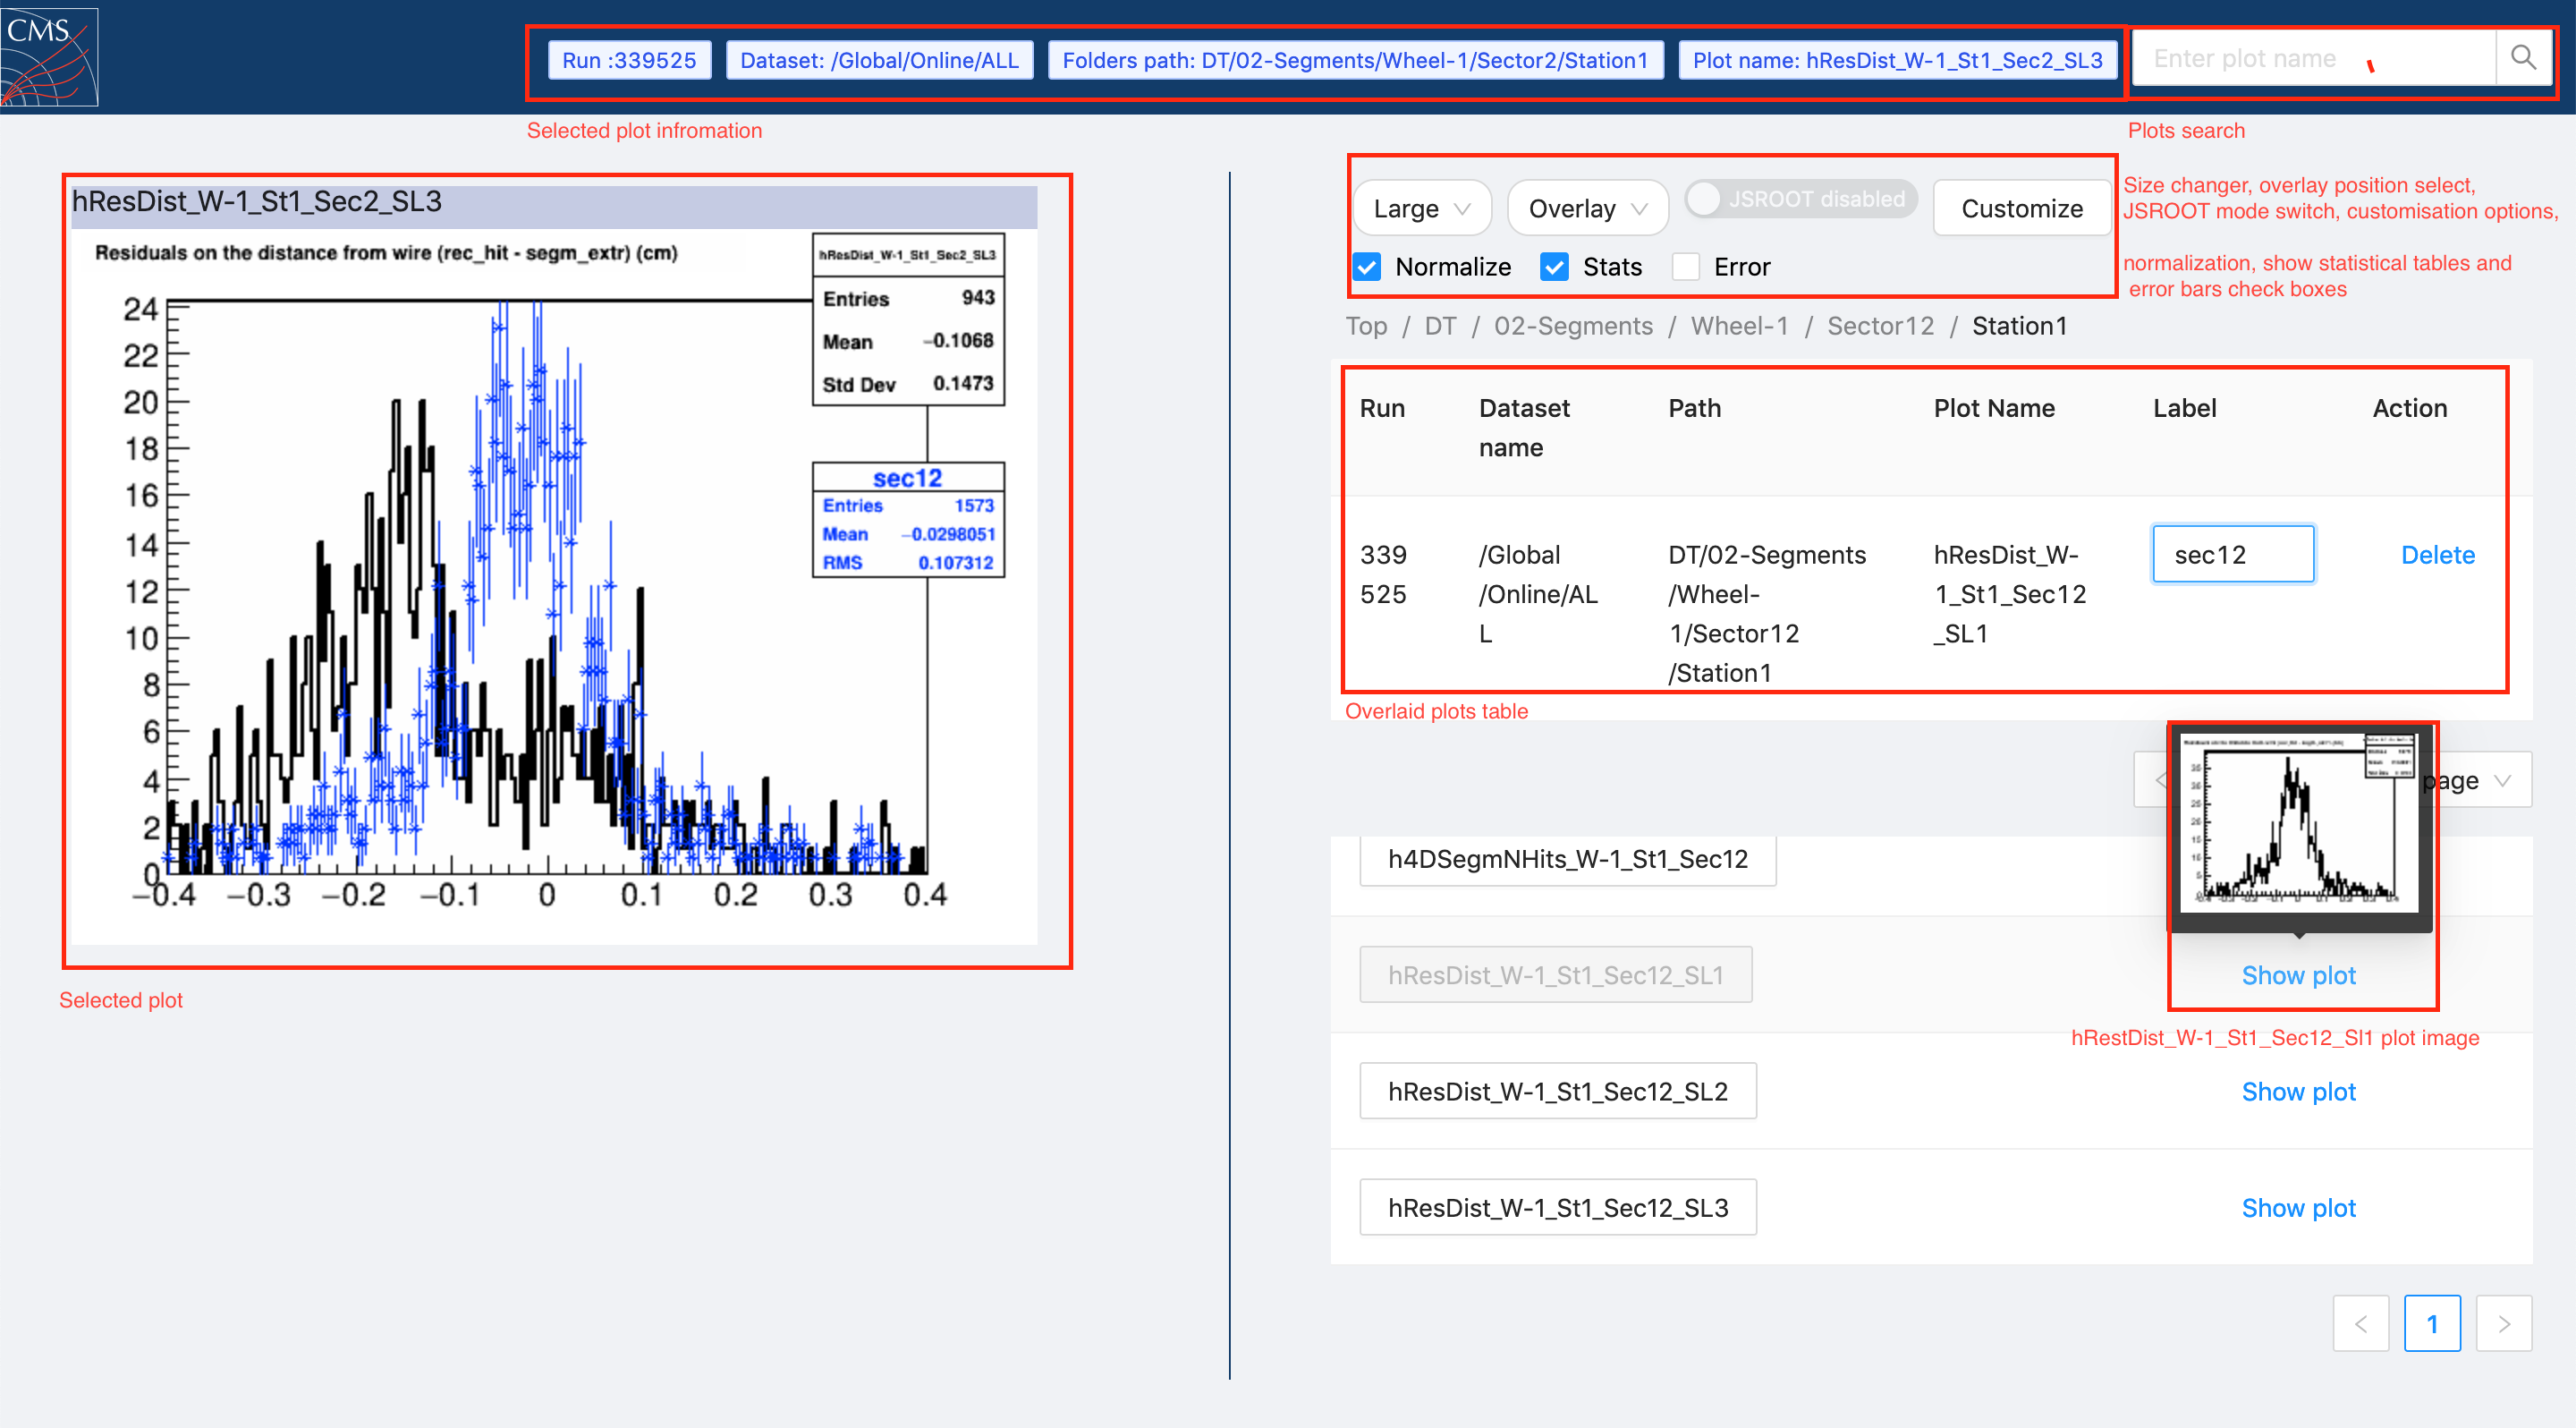 CMS
Run :339525
Dataset: /Global/Online/ALL
Folders path: DT/02-Segments/Wheel-1/Sector2/Station1
Plot name: hResDist_W-1_St1_Sec2_SL3
Enter plot name
Selected plot infromation
Plots search
hResDist_W-1_St1_Sec2_SL3
Residuals on the distance from wire (rec_hit - segm_extr) (cm)
hResDist_W-1_St1_Sec2_SL3
Entries 943
Mean −0.1068
Std Dev 0.1473
sec12
Entries 1573
Mean −0.0298051
RMS 0.107312
24
22
20
18
16
14
12
10
8
6
4
2
0
−0.4 −0.3 −0.2 −0.1 0 0.1 0.2 0.3 0.4
Selected plot
Large
Overlay
JSROOT disabled
Customize
Normalize
Stats
Error
Size changer, overlay position select,
JSROOT mode switch, customisation options,
normalization, show statistical tables and
error bars check boxes
Top / DT / 02-Segments / Wheel-1 / Sector12 / Station1
Run
Dataset
name
Path
Plot Name
Label
Action
339
525
/Global
/Online/AL
L
DT/02-Segments
/Wheel-
1/Sector12
/Station1
hResDist_W-
1_St1_Sec12
_SL1
sec12
Delete
Overlaid plots table
page
h4DSegmNHits_W-1_St1_Sec12
hResDist_W-1_St1_Sec12_SL1
Show plot
hRestDist_W-1_St1_Sec12_Sl1 plot image
hResDist_W-1_St1_Sec12_SL2
Show plot
hResDist_W-1_St1_Sec12_SL3
Show plot
1